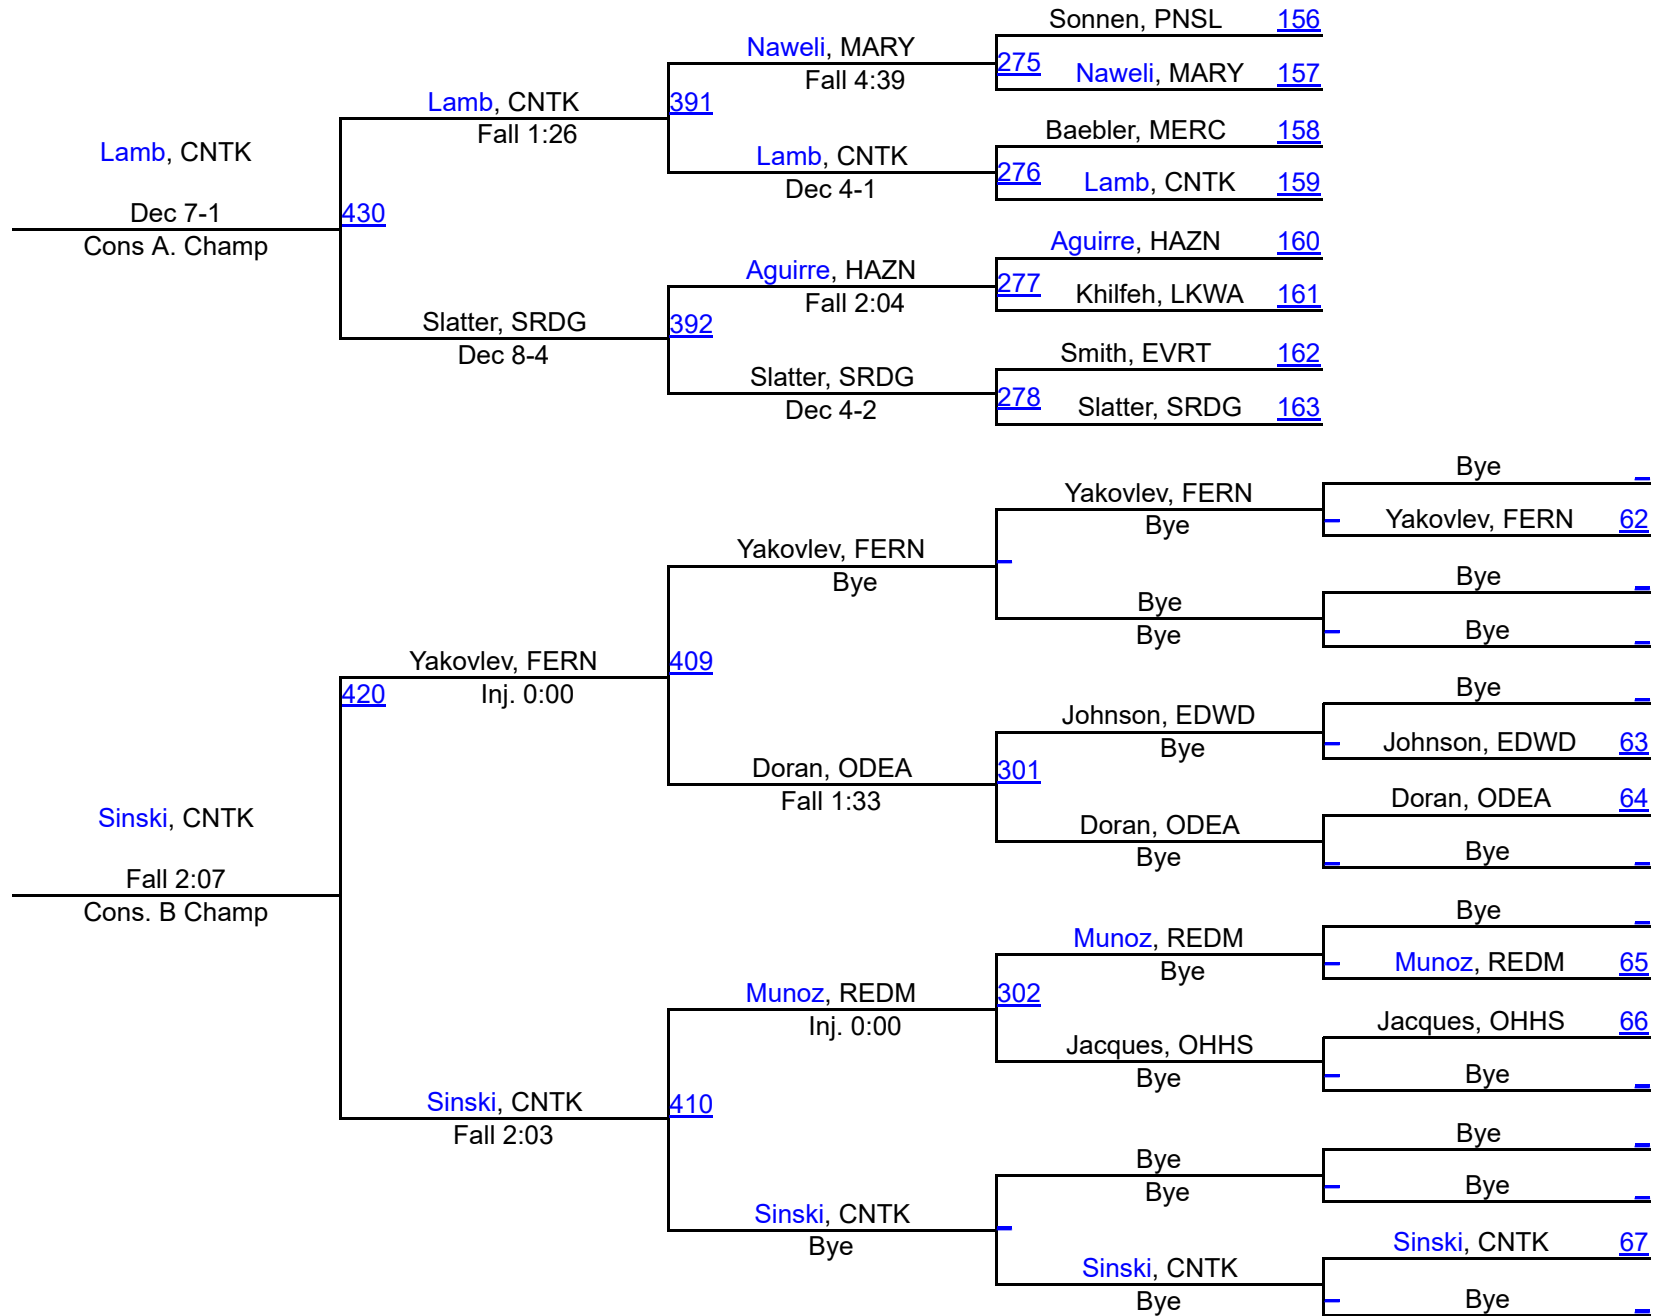 Sonnen, PNSL 156
Naweli, MARY
Fall 4:39
275
Naweli, MARY 157
Lamb, CNTK
Fall 1:26
391
Baebler, MERC 158
Lamb, CNTK
Dec 4-1
276
Lamb, CNTK 159
Lamb, CNTK
Dec 7-1
Cons A. Champ
430
Aguirre, HAZN 160
Aguirre, HAZN
Fall 2:04
277
Khilfeh, LKWA 161
Slatter, SRDG
Dec 8-4
392
Smith, EVRT 162
Slatter, SRDG
Dec 4-2
278
Slatter, SRDG 163
Bye
Yakovlev, FERN
Bye
Yakovlev, FERN 62
Yakovlev, FERN
Bye
Bye
Bye
Bye
Bye
Yakovlev, FERN
Inj. 0:00
409
420
Bye
Johnson, EDWD
Bye
Johnson, EDWD 63
Doran, ODEA
Fall 1:33
301
Doran, ODEA 64
Doran, ODEA
Bye
Bye
Sinski, CNTK
Fall 2:07
Cons. B Champ
Bye
Munoz, REDM
Bye
Munoz, REDM 65
Munoz, REDM
Inj. 0:00
302
Jacques, OHHS 66
Jacques, OHHS
Bye
Bye
Sinski, CNTK
Fall 2:03
410
Bye
Bye
Bye
Bye
Sinski, CNTK
Bye
Sinski, CNTK 67
Sinski, CNTK
Bye
Bye